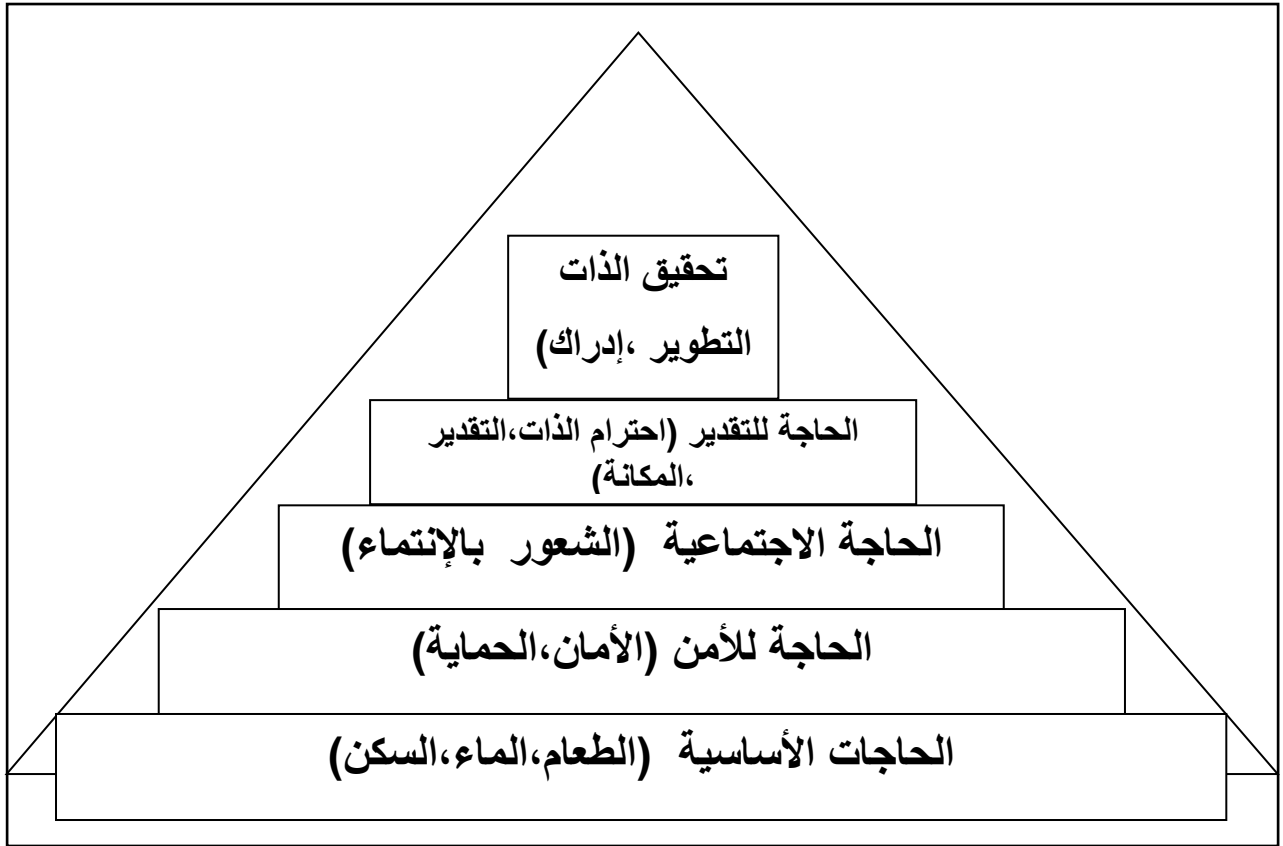 تحقيق الذات
التطوير ،إدراك)
الحاجة للتقدير (احترام الذات،التقدير
،المكانة)
الحاجة الاجتماعية (الشعور بالإنتماء)
الحاجة للأمن (الأمان،الحماية)
الحاجات الأساسية (الطعام،الماء،السكن)